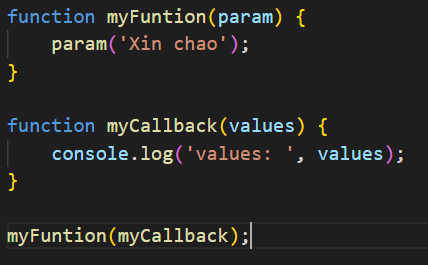 function myFuntion(param) {
    param('Xin chao');
}
function myCallback(values) {
    console.log('values: ', values);
}
myFuntion(myCallback);